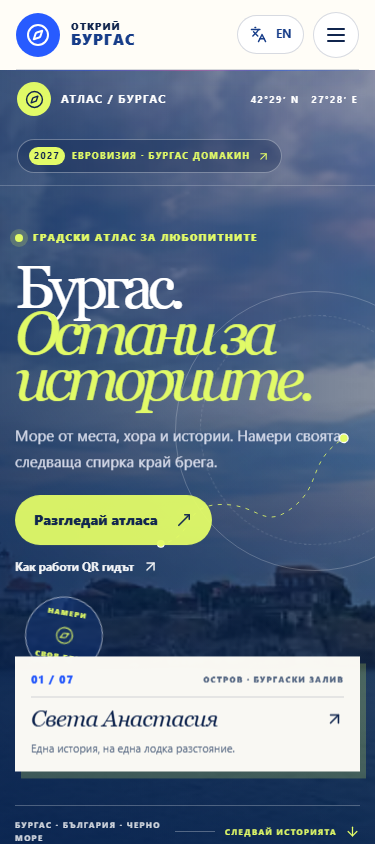 ОТКРИЙ
БУРГАС
EN
АТЛАС / БУРГАС
42°29′ N 27°28′ E
2027 ЕВРОВИЗИЯ · БУРГАС ДОМАКИН
ГРАДСКИ АТЛАС ЗА ЛЮБОПИТНИТЕ
Бургас.
Остани за
историите.
Море от места, хора и истории. Намери своята
следваща спирка край брега.
Разгледай атласа
Как работи QR гидът
НАМЕРИ
01 / 07
ОСТРОВ · БУРГАСКИ ЗАЛИВ
Света Анастасия
Една история, на една лодка разстояние.
БУРГАС · БЪЛГАРИЯ · ЧЕРНО
МОРЕ
СЛЕДВАЙ ИСТОРИЯТА